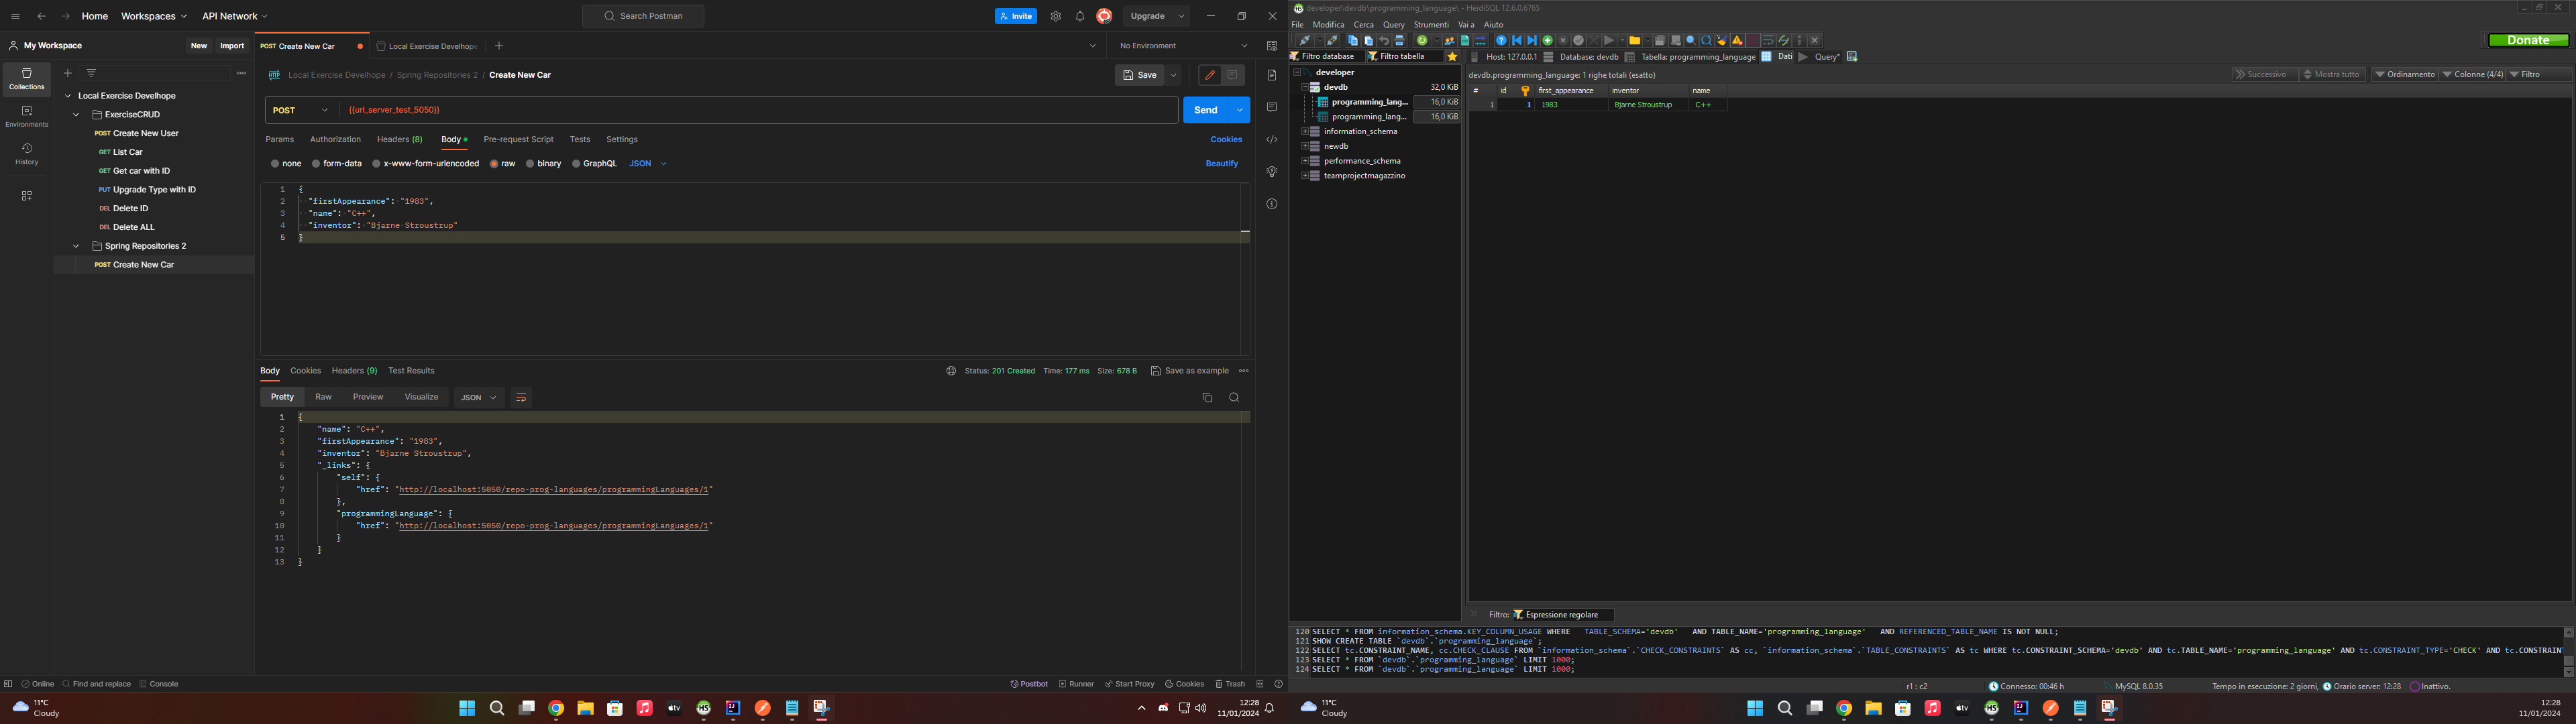 Home Workspaces API Network Search Postman Invite Upgrade
My Workspace New Import POST Create New Car Local Exercise Develhope No Environment
Collections
Environments
History
Local Exercise Develhope
ExerciseCRUD
POST Create New User
GET List Car
GET Get car with ID
PUT Upgrade Type with ID
DEL Delete ID
DEL Delete ALL
Spring Repositories 2
POST Create New Car
Local Exercise Develhope / Spring Repositories 2 / Create New Car Save
POST {{url_server_test_5050}} Send
Params Authorization Headers (8) Body Pre-request Script Tests Settings Cookies
none form-data x-www-form-urlencoded raw binary GraphQL JSON Beautify
1 {
2 "firstAppearance": "1983",
3 "name": "C++",
4 "inventor": "Bjarne Stroustrup"
5 }
Body Cookies Headers (9) Test Results Status: 201 Created Time: 177 ms Size: 678 B Save as example
Pretty Raw Preview Visualize JSON
1 {
2 "name": "C++",
3 "firstAppearance": "1983",
4 "inventor": "Bjarne Stroustrup",
5 "_links": {
6 "self": {
7 "href": "http://localhost:5050/repo-prog-languages/programmingLanguages/1"
8 },
9 "programmingLanguage": {
10 "href": "http://localhost:5050/repo-prog-languages/programmingLanguages/1"
11 }
12 }
13 }
Online Find and replace Console Postbot Runner Start Proxy Cookies Trash
11°C
Cloudy
12:28
11/01/2024
developer\devdb\programming_language\ - HeidiSQL 12.6.0.6765
File Modifica Cerca Query Strumenti Vai a Aiuto
Donate
Filtro database Filtro tabella Host: 127.0.0.1 Database: devdb Tabella: programming_language Dati Query*
developer
devdb 32,0 KiB
programming_lang... 16,0 KiB
programming_lang... 16,0 KiB
information_schema
newdb
performance_schema
teamprojectmagazzino
devdb.programming_language: 1 righe totali (esatto) Successivo Mostra tutto Ordinamento Colonne (4/4) Filtro
# id first_appearance inventor name
1 1 1983 Bjarne Stroustrup C++
Filtro: Espressione regolare
120 SELECT * FROM information_schema.KEY_COLUMN_USAGE WHERE TABLE_SCHEMA='devdb' AND TABLE_NAME='programming_language' AND REFERENCED_TABLE_NAME IS NOT NULL;
121 SHOW CREATE TABLE `devdb`.`programming_language`;
122 SELECT tc.CONSTRAINT_NAME, cc.CHECK_CLAUSE FROM `information_schema`.`CHECK_CONSTRAINTS` AS cc, `information_schema`.`TABLE_CONSTRAINTS` AS tc WHERE tc.CONSTRAINT_SCHEMA='devdb' AND tc.TABLE_NAME='programming_language' AND tc.CONSTRAINT_TYPE='CHECK' AND tc.CONSTRAINT
123 SELECT * FROM `devdb`.`programming_language` LIMIT 1000;
124 SELECT * FROM `devdb`.`programming_language` LIMIT 1000;
r1 : c2 Connesso: 00:46 h MySQL 8.0.35 Tempo in esecuzione: 2 giorni, Orario server: 12:28 Inattivo.
11°C
Cloudy
12:28
11/01/2024